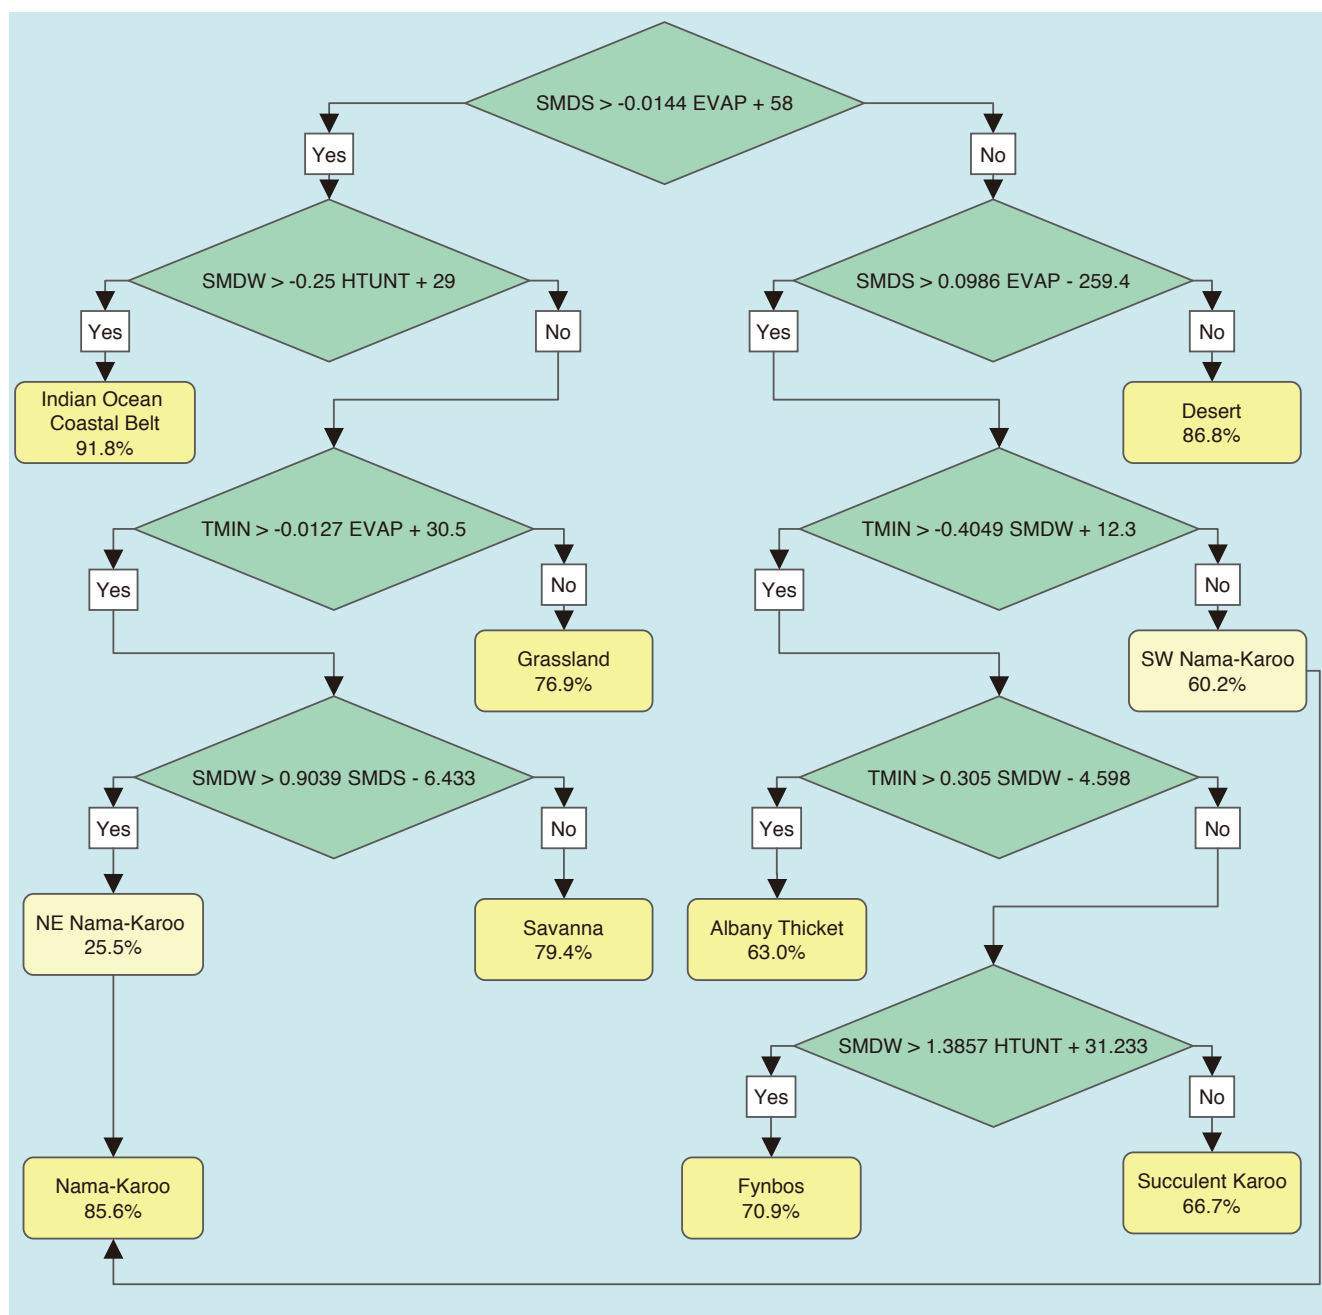 SMDS > -0.0144 EVAP + 58
Yes
No
SMDW > -0.25 HTUNT + 29
SMDS > 0.0986 EVAP - 259.4
Yes
No
Yes
No
Indian Ocean
Coastal Belt
91.8%
Desert
86.8%
TMIN > -0.0127 EVAP + 30.5
TMIN > -0.4049 SMDW + 12.3
Yes
No
Yes
No
Grassland
76.9%
SW Nama-Karoo
60.2%
SMDW > 0.9039 SMDS - 6.433
TMIN > 0.305 SMDW - 4.598
Yes
No
Yes
No
NE Nama-Karoo
25.5%
Savanna
79.4%
Albany Thicket
63.0%
SMDW > 1.3857 HTUNT + 31.233
Yes
No
Nama-Karoo
85.6%
Fynbos
70.9%
Succulent Karoo
66.7%